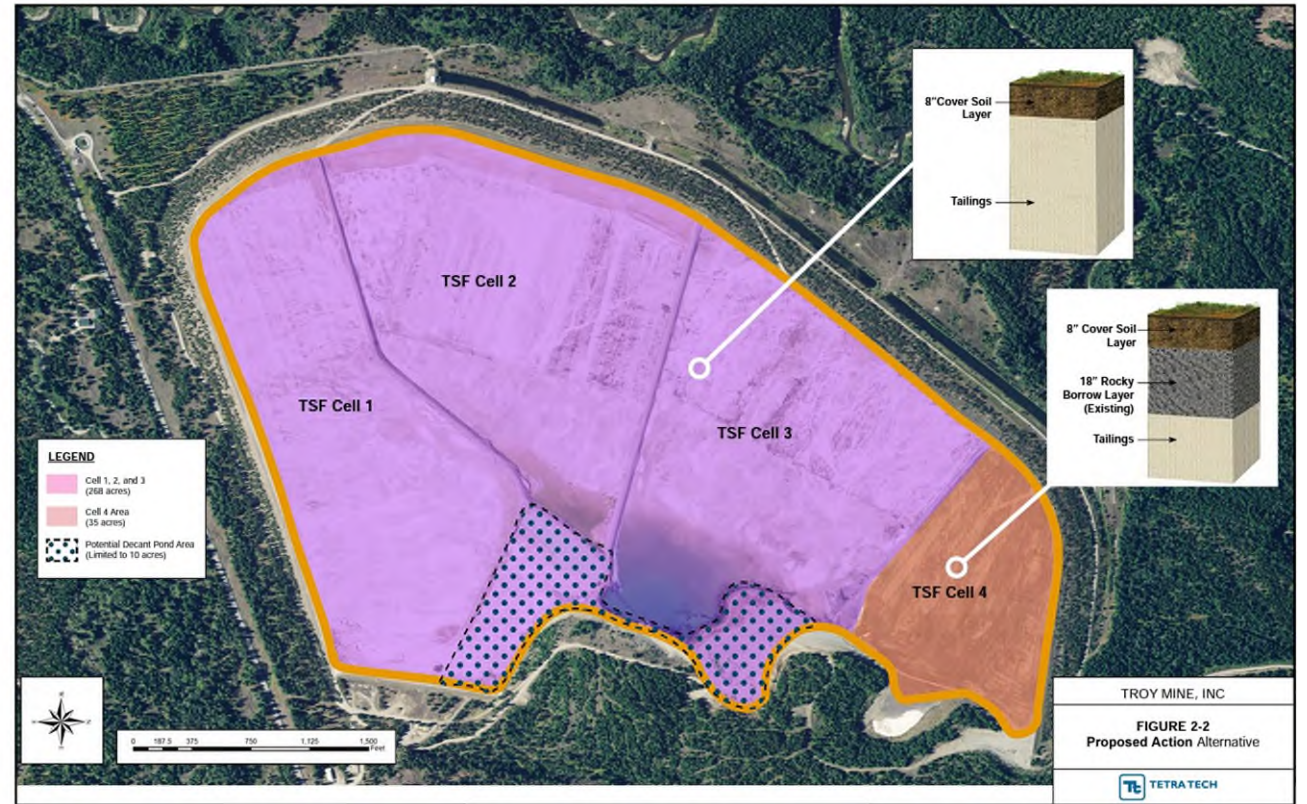 8"Cover Soil
Layer
Tailings
8" Cover Soil
Layer
18" Rocky
Borrow Layer
(Existing)
Tailings
TSF Cell 2
TSF Cell 1
TSF Cell 3
TSF Cell 4
LEGEND
Cell 1, 2, and 3
(268 acres)
Cell 4 Area
(35 acres)
Potential Decant Pond Area
(Limited to 10 acres)
0 187.5 375 750 1,125 1,500
Feet
TROY MINE, INC
FIGURE 2-2
Proposed Action Alternative
Tt TETRA TECH